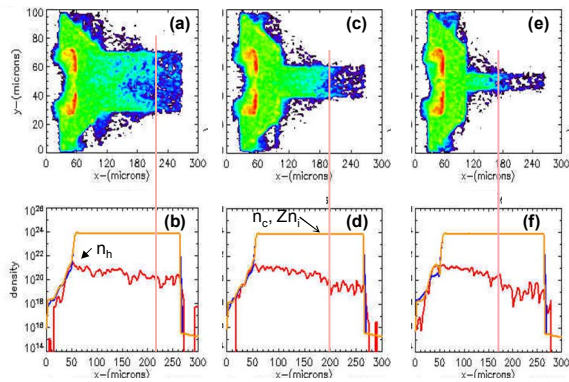 (a)
(c)
(e)
y-(microns)
100
80
60
40
20
0
0 60 120 180 240 300
x-(microns)
0 60 120 180 240 300
x-(microns)
0 60 120 180 240 300
x-(microns)
(b)
(d)
(f)
density
10^26
10^24
10^22
10^20
10^18
10^16
10^14
n_h
n_c, Zn_i
0 50 100 150 200 250 300
x-(microns)
0 50 100 150 200 250 300
x-(microns)
0 50 100 150 200 250 300
x-(microns)